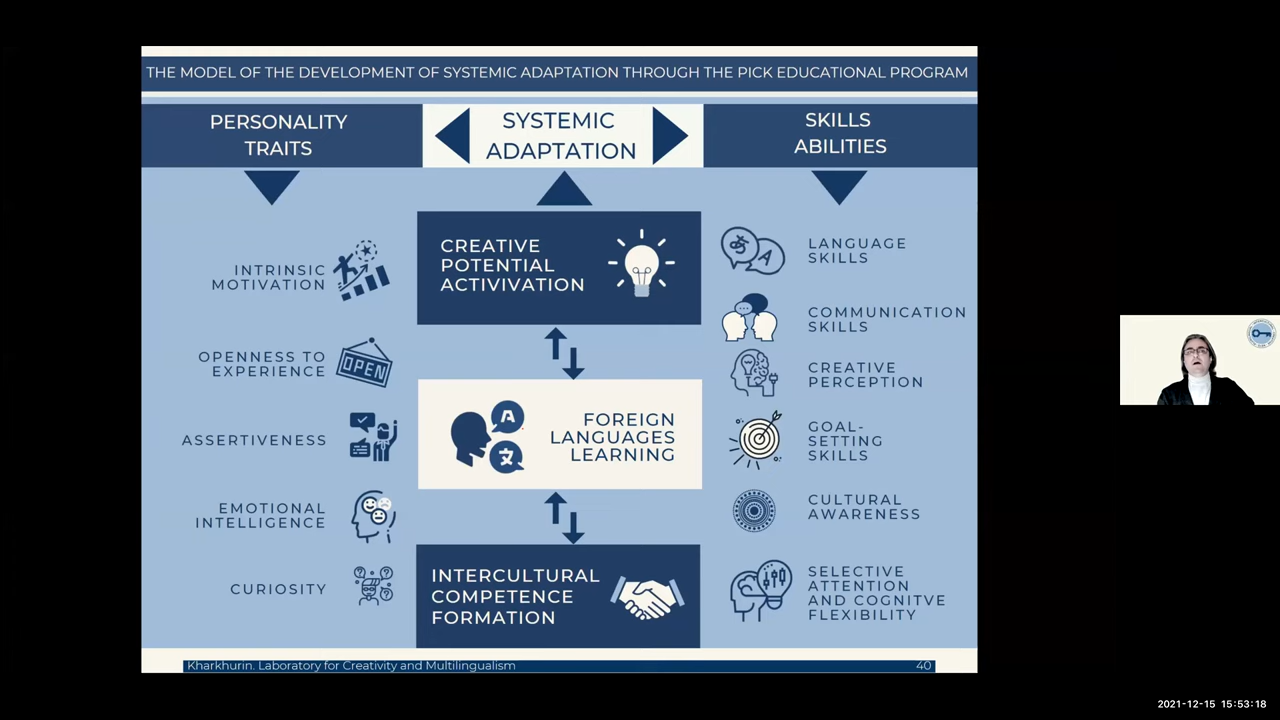 THE MODEL OF THE DEVELOPMENT OF SYSTEMIC ADAPTATION THROUGH THE PICK EDUCATIONAL PROGRAM
PERSONALITY
TRAITS
SYSTEMIC
ADAPTATION
SKILLS
ABILITIES
INTRINSIC
MOTIVATION
OPENNESS TO
EXPERIENCE
OPEN
ASSERTIVENESS
EMOTIONAL
INTELLIGENCE
CURIOSITY
CREATIVE
POTENTIAL
ACTIVIVATION
A
文
FOREIGN
LANGUAGES
LEARNING
INTERCULTURAL
COMPETENCE
FORMATION
A
LANGUAGE
SKILLS
COMMUNICATION
SKILLS
CREATIVE
PERCEPTION
GOAL-
SETTING
SKILLS
CULTURAL
AWARENESS
SELECTIVE
ATTENTION
AND COGNITVE
FLEXIBILITY
Kharkhurin. Laboratory for Creativity and Multilingualism
40
2021-12-15 15:53:18